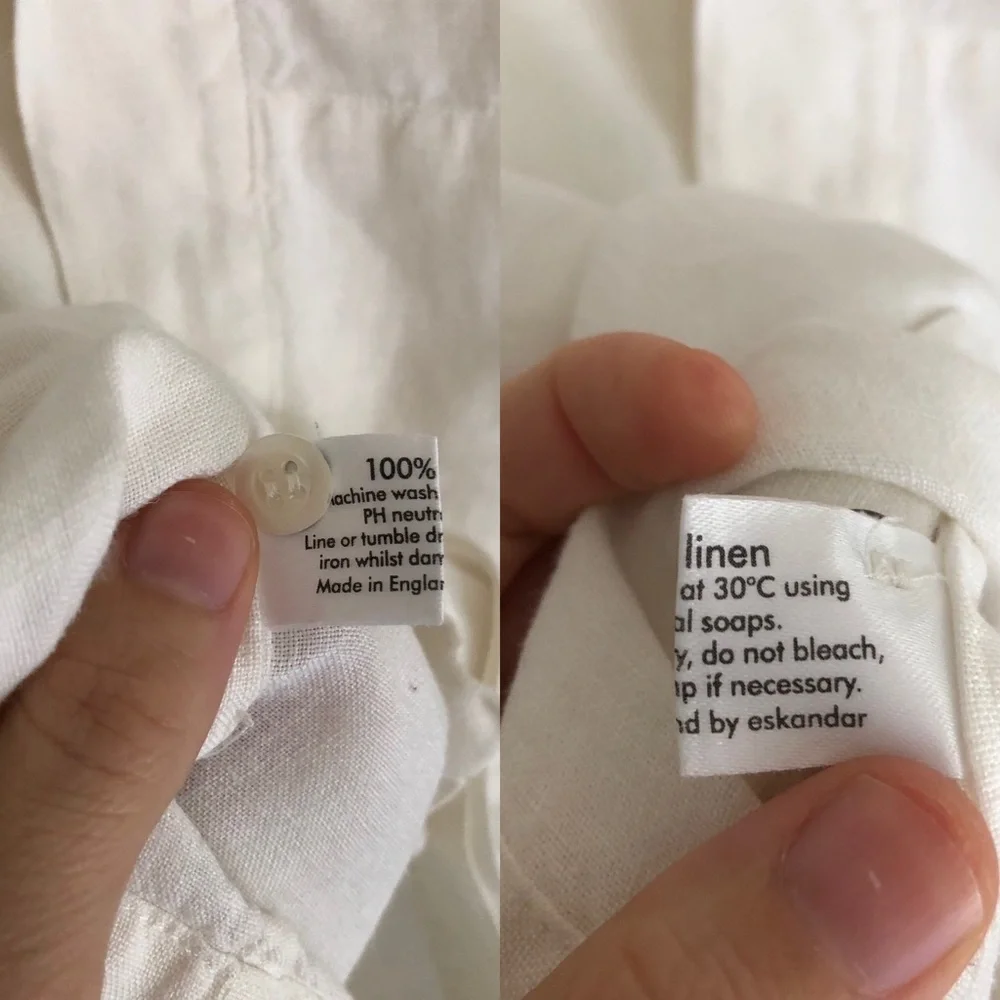 100%
achine wash
PH neutr
Line or tumble dr
iron whilst dam
Made in Englan
linen
at 30°C using
al soaps.
y, do not bleach,
p if necessary.
d by eskandar